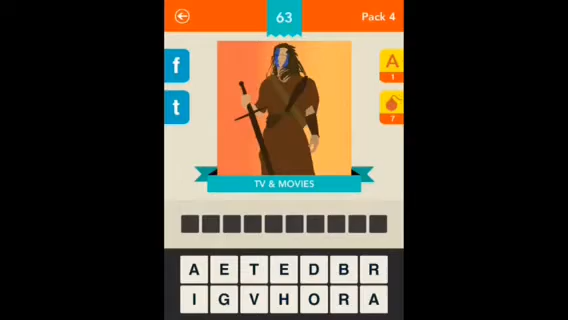 63
Pack 4
f
A
1
t
7
TV & MOVIES
A E T E D B R
I G V H O R A